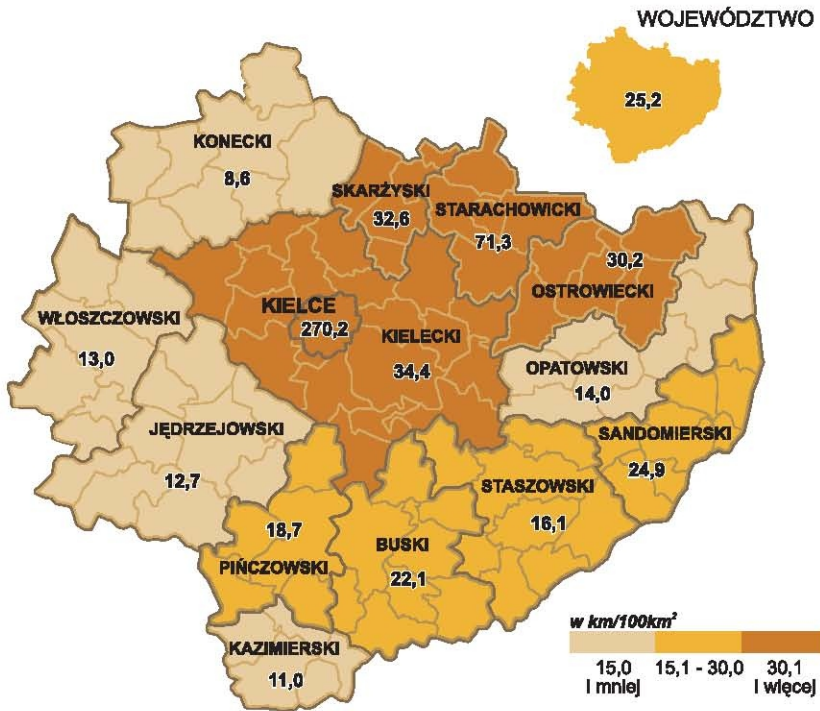 WOJEWÓDZTWO
25,2
KONECKI
8,6
SKARŻYSKI
32,6
STARACHOWICKI
71,3
30,2
OSTROWIECKI
WŁOSZCZOWSKI
13,0
KIELCE
270,2
KIELECKI
34,4
OPATOWSKI
14,0
JĘDRZEJOWSKI
12,7
SANDOMIERSKI
24,9
STASZOWSKI
16,1
18,7
PIŃCZOWSKI
BUSKI
22,1
KAZIMIERSKI
11,0
w km/100km²
15,0 15,1 - 30,0 30,1
i mniej i więcej